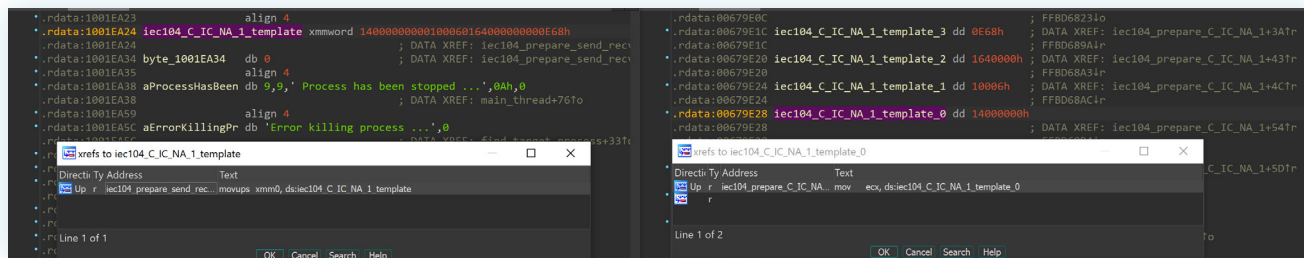 .rdata:1001EA23 align 4
.rdata:1001EA24 iec104_C_IC_NA_1_template xmmword 14000000000100060164000000000E68h
.rdata:1001EA24 ; DATA XREF: iec104_prepare_send_recv
.rdata:1001EA34 byte_1001EA34 db 0 ; DATA XREF: iec104_prepare_send_recv
.rdata:1001EA35 align 4
.rdata:1001EA38 aProcessHasBeen db 9,9,' Process has been stopped ...',0Ah,0
.rdata:1001EA38 ; DATA XREF: main_thread+76↑o
.rdata:1001EA59 align 4
.rdata:1001EA5C aErrorKillingPr db 'Error killing process ...',0
xrefs to iec104_C_IC_NA_1_template
Directic Ty Address Text
Up r iec104_prepare_send_rec... movups xmm0, ds:iec104_C_IC_NA_1_template
Line 1 of 1
OK Cancel Search Help
.rdata:00679E0C ; FFBD6823↓o
.rdata:00679E1C iec104_C_IC_NA_1_template_3 dd 0E68h ; DATA XREF: iec104_prepare_C_IC_NA_1+3A↑r
.rdata:00679E1C ; FFBD689A↓r
.rdata:00679E20 iec104_C_IC_NA_1_template_2 dd 1640000h ; DATA XREF: iec104_prepare_C_IC_NA_1+43↑r
.rdata:00679E20 ; FFBD68A3↓r
.rdata:00679E24 iec104_C_IC_NA_1_template_1 dd 10006h ; DATA XREF: iec104_prepare_C_IC_NA_1+4C↑r
.rdata:00679E24 ; FFBD68AC↓r
.rdata:00679E28 iec104_C_IC_NA_1_template_0 dd 14000000h
.rdata:00679E28 ; DATA XREF: iec104_prepare_C_IC_NA_1+54↑r
xrefs to iec104_C_IC_NA_1_template_0
Directic Ty Address Text
Up r iec104_prepare_C_IC_NA... mov ecx, ds:iec104_C_IC_NA_1_template_0
r
Line 1 of 2
OK Cancel Search Help